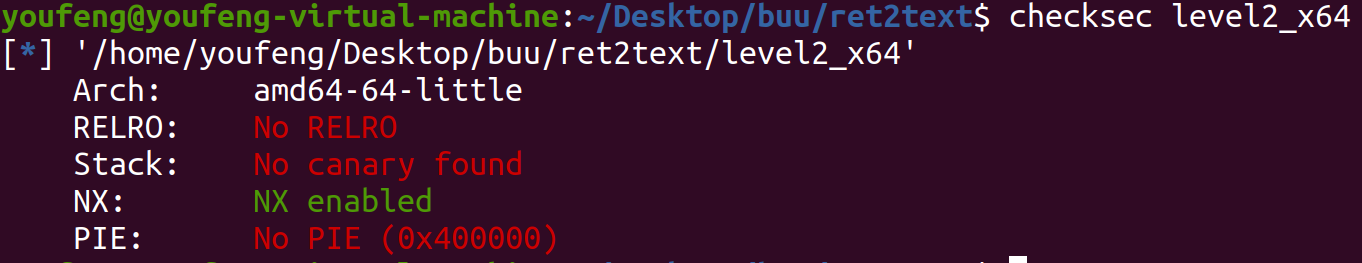 youfeng@youfeng-virtual-machine:~/Desktop/buu/ret2text$ checksec level2_x64
[*] '/home/youfeng/Desktop/buu/ret2text/level2_x64'
    Arch:     amd64-64-little
    RELRO:    No RELRO
    Stack:    No canary found
    NX:       NX enabled
    PIE:      No PIE (0x400000)